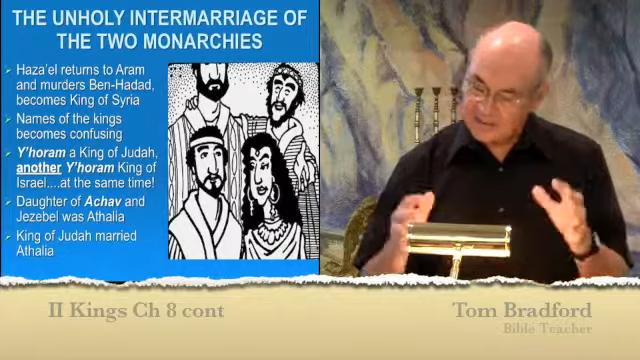 THE UNHOLY INTERMARRIAGE OF
THE TWO MONARCHIES
Haza'el returns to Aram
and murders Ben-Hadad,
becomes King of Syria
Names of the kings
becomes confusing
Y'horam a King of Judah,
another Y'horam King of
Israel....at the same time!
Daughter of Achav and
Jezebel was Athalia
King of Judah married
Athalia
II Kings Ch 8 cont
Tom Bradford
Bible Teacher